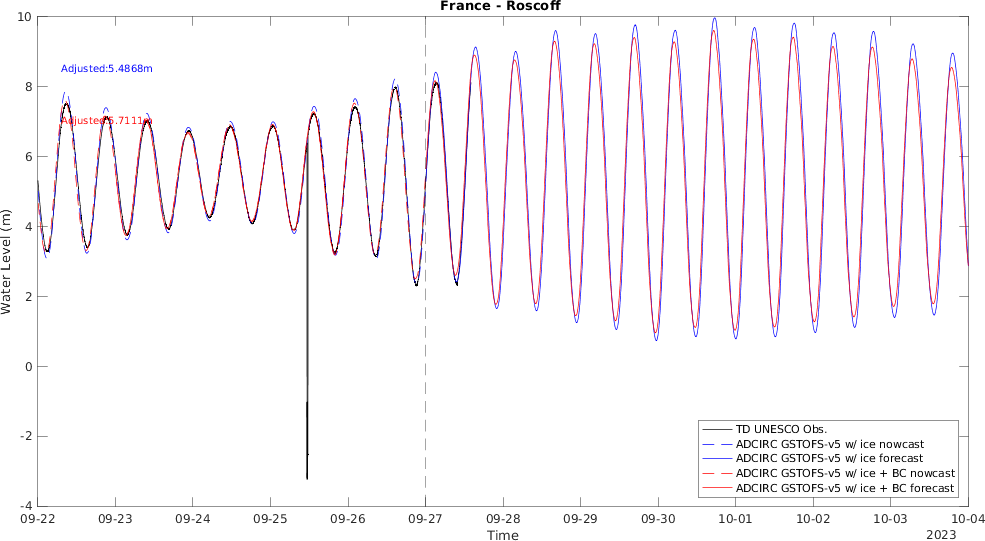 France - Roscoff
Adjusted:5.4868m
Adjusted:5.7111m
Water Level (m)
10
8
6
4
2
0
-2
-4
09-22
09-23
09-24
09-25
09-26
09-27
09-28
09-29
09-30
10-01
10-02
10-03
10-04
Time
2023
TD UNESCO Obs.
ADCIRC GSTOFS-v5 w/ ice nowcast
ADCIRC GSTOFS-v5 w/ ice forecast
ADCIRC GSTOFS-v5 w/ ice + BC nowcast
ADCIRC GSTOFS-v5 w/ ice + BC forecast